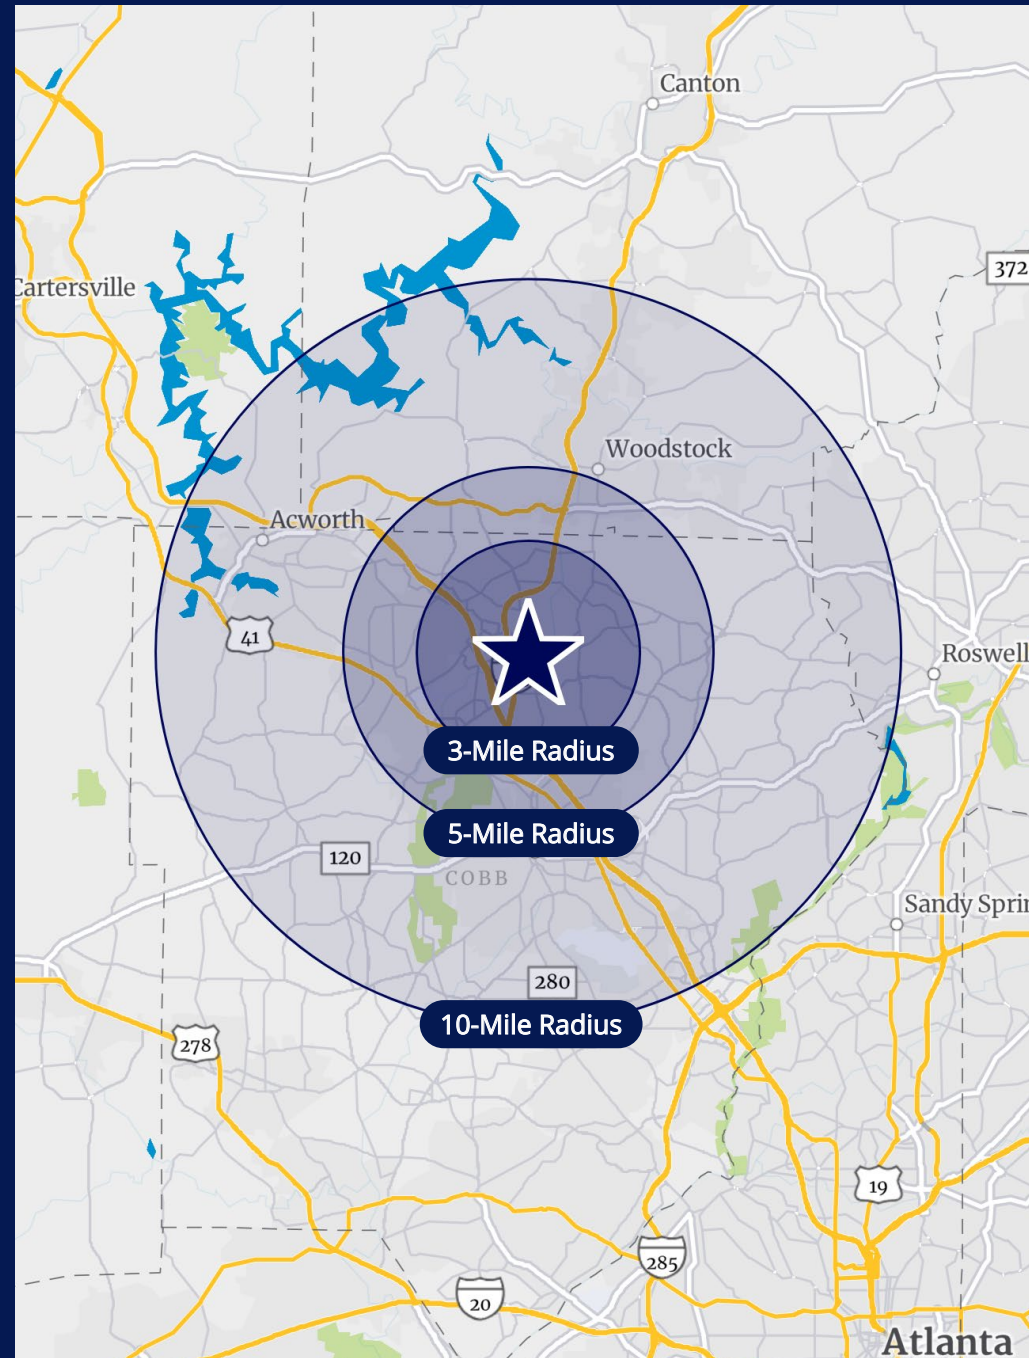 Canton
372
Cartersville
Woodstock
Acworth
41
Roswell
3-Mile Radius
5-Mile Radius
120
COBB
Sandy Sprin
280
10-Mile Radius
278
19
285
20
Atlanta